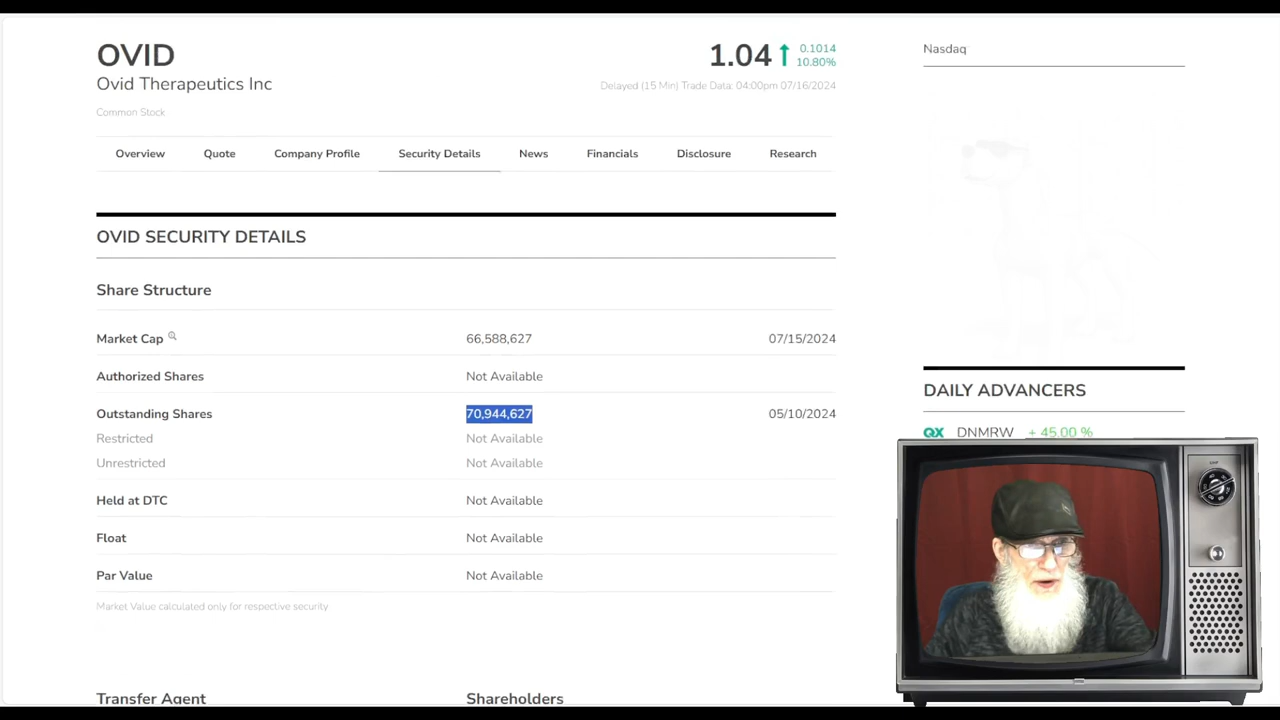 OVID
Ovid Therapeutics Inc
Common Stock
1.04
0.1014
10.80%
Delayed (15 Min) Trade Data: 04:00pm 07/16/2024
Nasdaq
Overview Quote Company Profile Security Details News Financials Disclosure Research
OVID SECURITY DETAILS
Share Structure
Market Cap 66,588,627 07/15/2024
Authorized Shares Not Available
Outstanding Shares 70,944,627 05/10/2024
Restricted Not Available
Unrestricted Not Available
Held at DTC Not Available
Float Not Available
Par Value Not Available
Market Value calculated only for respective security
Transfer Agent Shareholders
DAILY ADVANCERS
QX DNMRW + 45.00 %